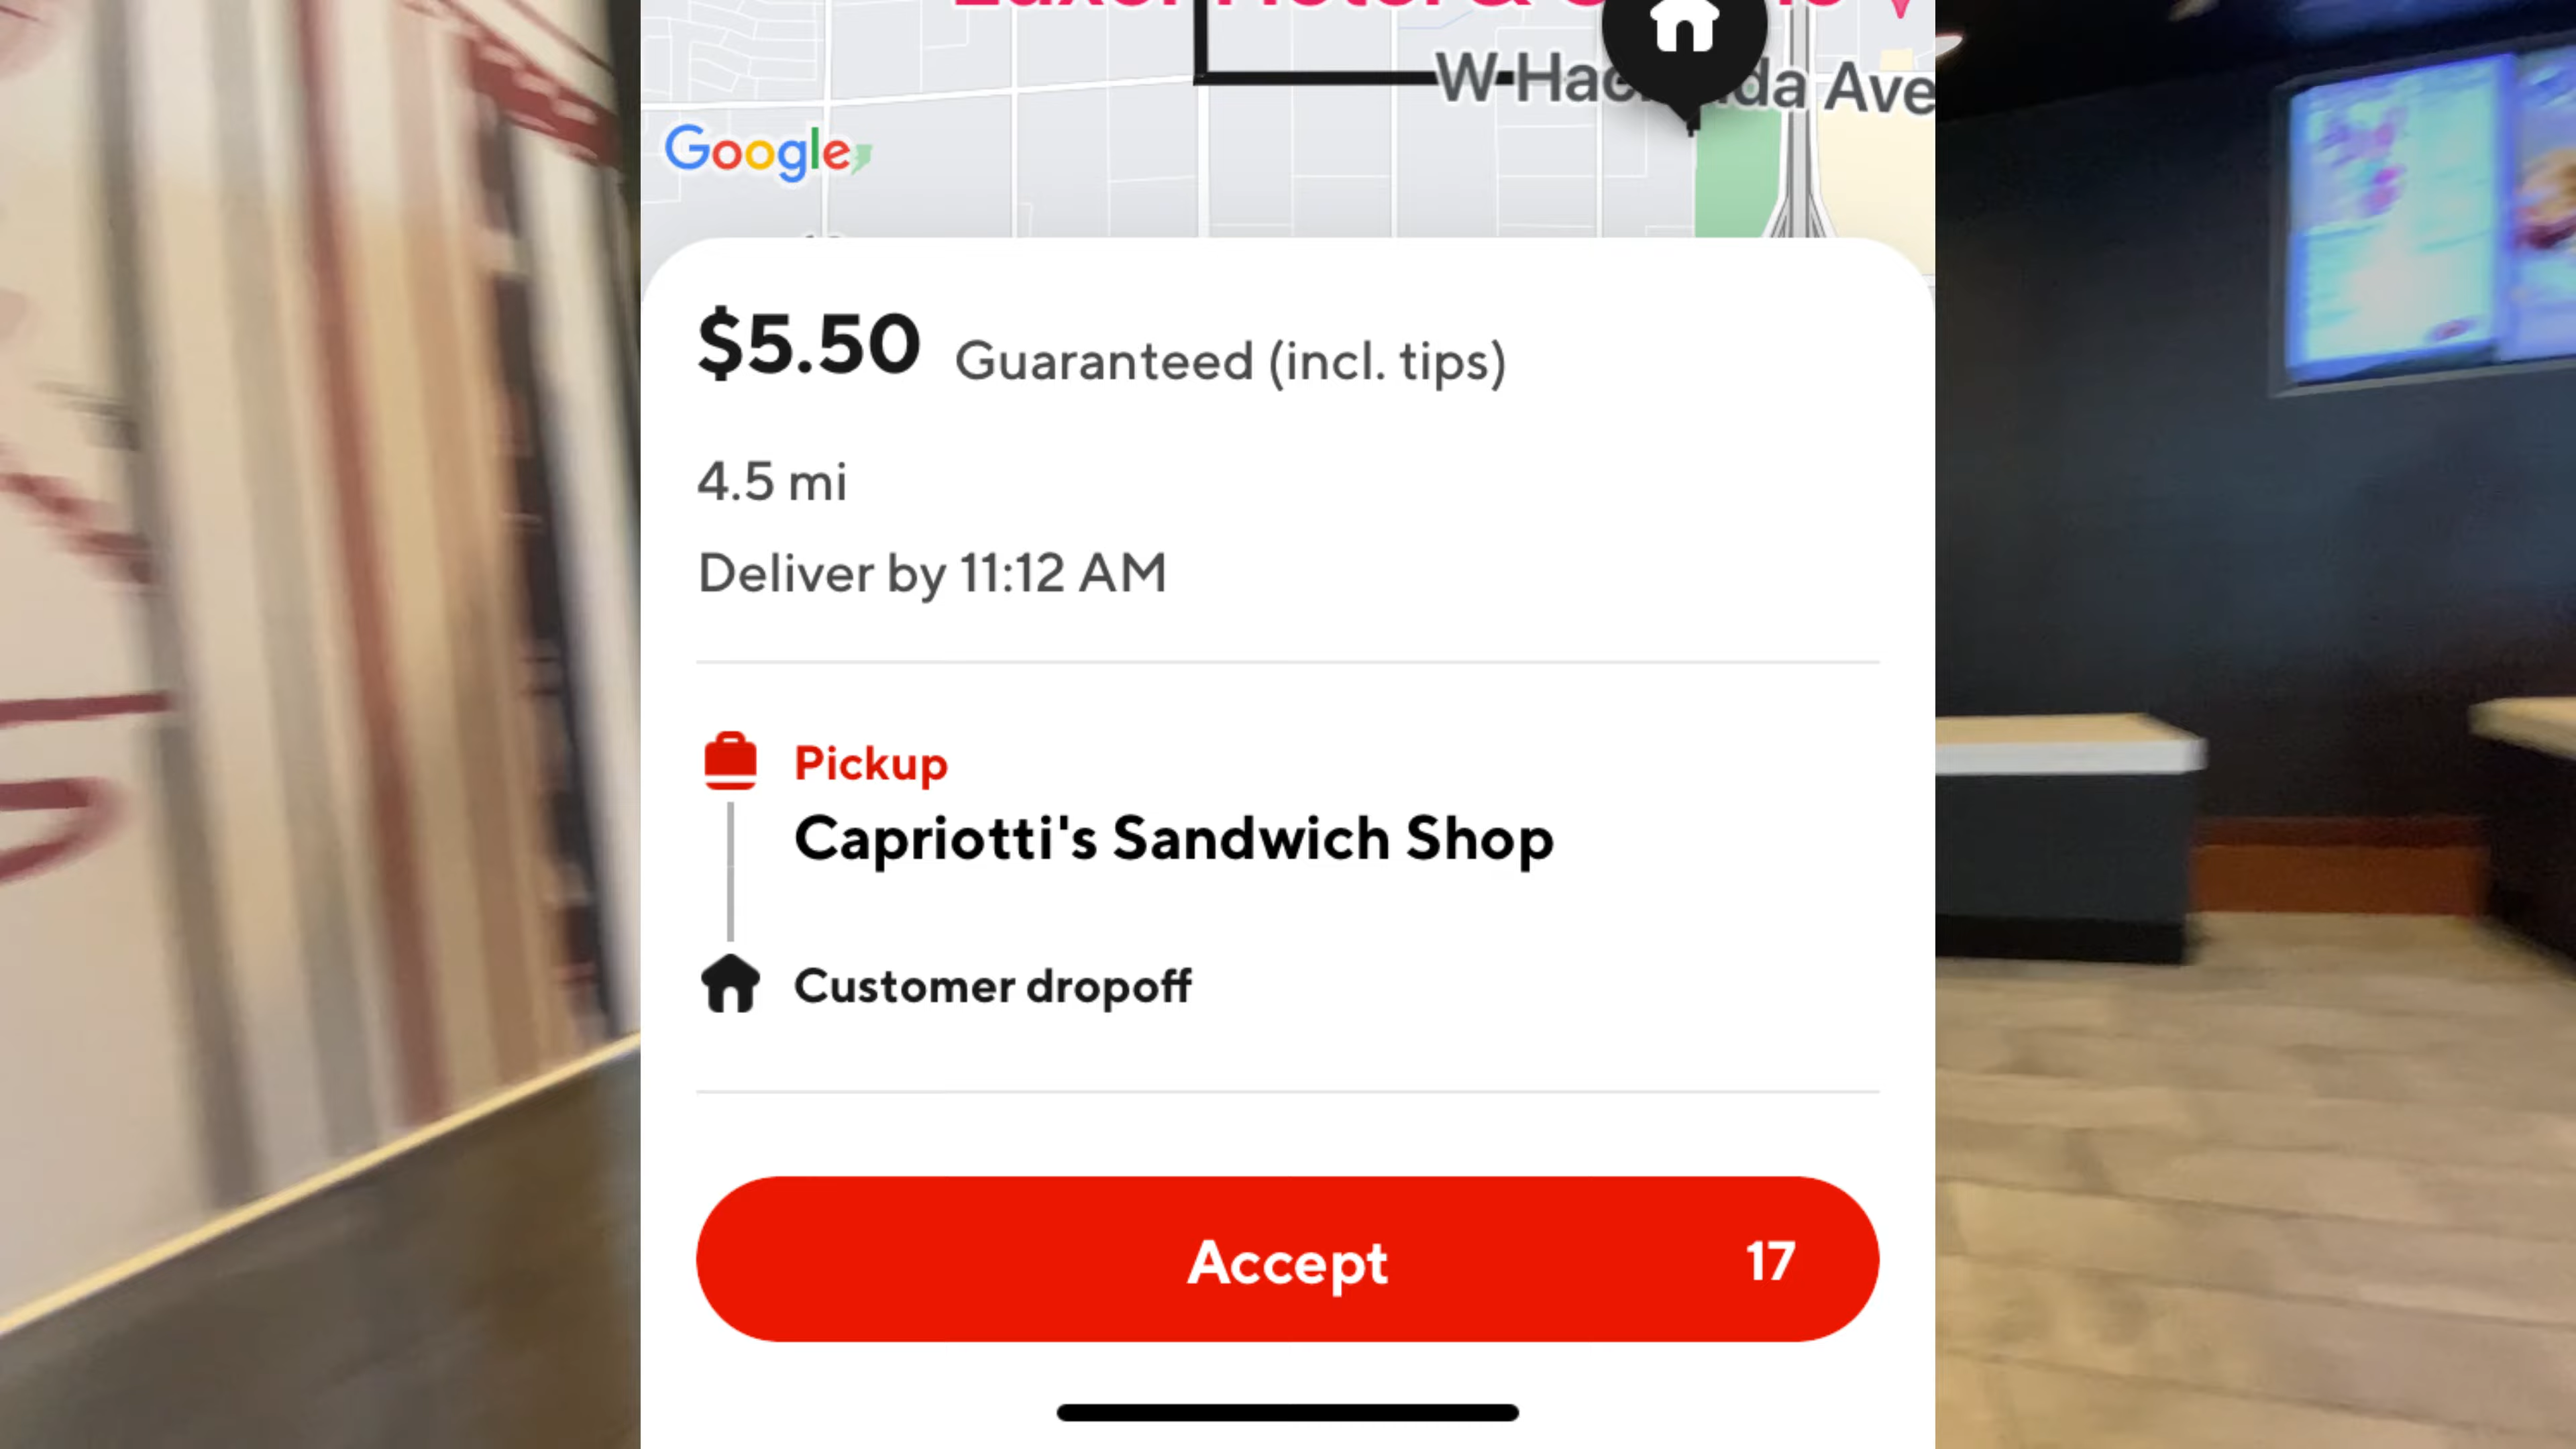 W Hac da Ave
Google
$5.50 Guaranteed (incl. tips)
4.5 mi
Deliver by 11:12 AM
Pickup
Capriotti's Sandwich Shop
Customer dropoff
Accept 17